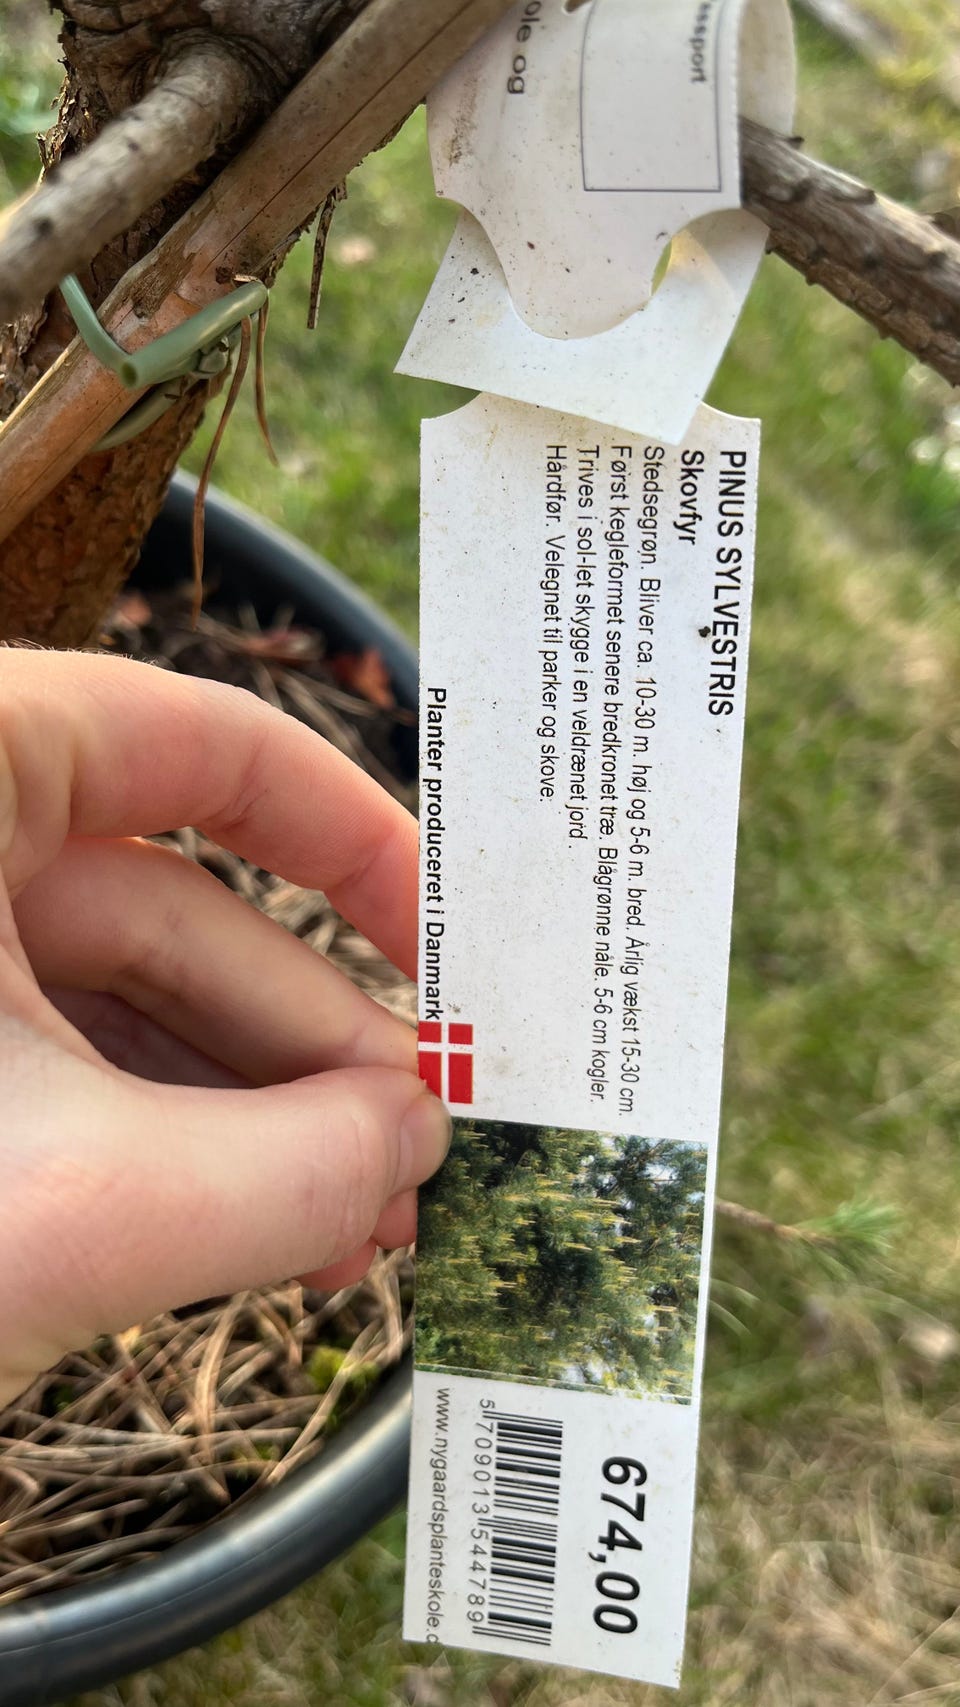 ole og
PINUS SYLVESTRIS
Skovfyr
Stedsegrøn. Bliver ca. 10-30 m. høj og 5-6 m. bred. Årlig vækst 15-30 cm.
Først kegleformet senere bredkronet træ. Blågrønne nåle. 5-6 cm kogler.
Trives i sol-let skygge i en veldrænet jord .
Hårdfør. Velegnet til parker og skove.
Planter produceret i Danmark
674,00
5709013544789
www.nygaardsplanteskole.d